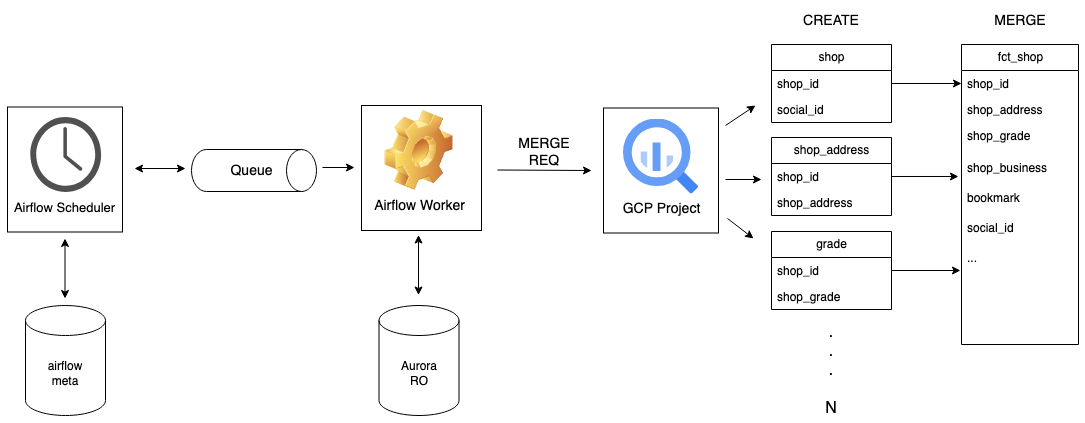 CREATE
MERGE
shop
shop_id
social_id
fct_shop
shop_id
shop_address
shop_grade
shop_business
bookmark
social_id
...
Airflow Scheduler
Queue
Airflow Worker
MERGE
REQ
GCP Project
shop_address
shop_id
shop_address
grade
shop_id
shop_grade
airflow
meta
Aurora
RO
.
.
.
N